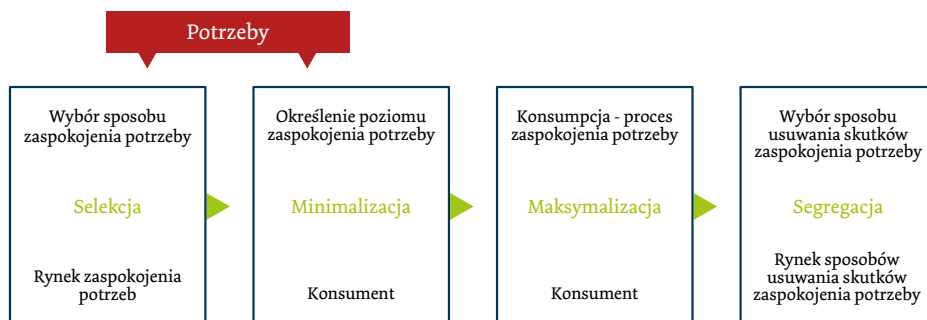 Potrzeby
Wybór sposobu
zaspokojenia potrzeby
Selekcja
Rynek zaspokojenia
potrzeb
Określenie poziomu
zaspokojenia potrzeby
Minimalizacja
Konsument
Konsumpcja - proces
zaspokojenia potrzeby
Maksymalizacja
Konsument
Wybór sposobu
usuwania skutków
zaspokojenia potrzeby
Segregacja
Rynek sposobów
usuwania skutków
zaspokojenia potrzeby